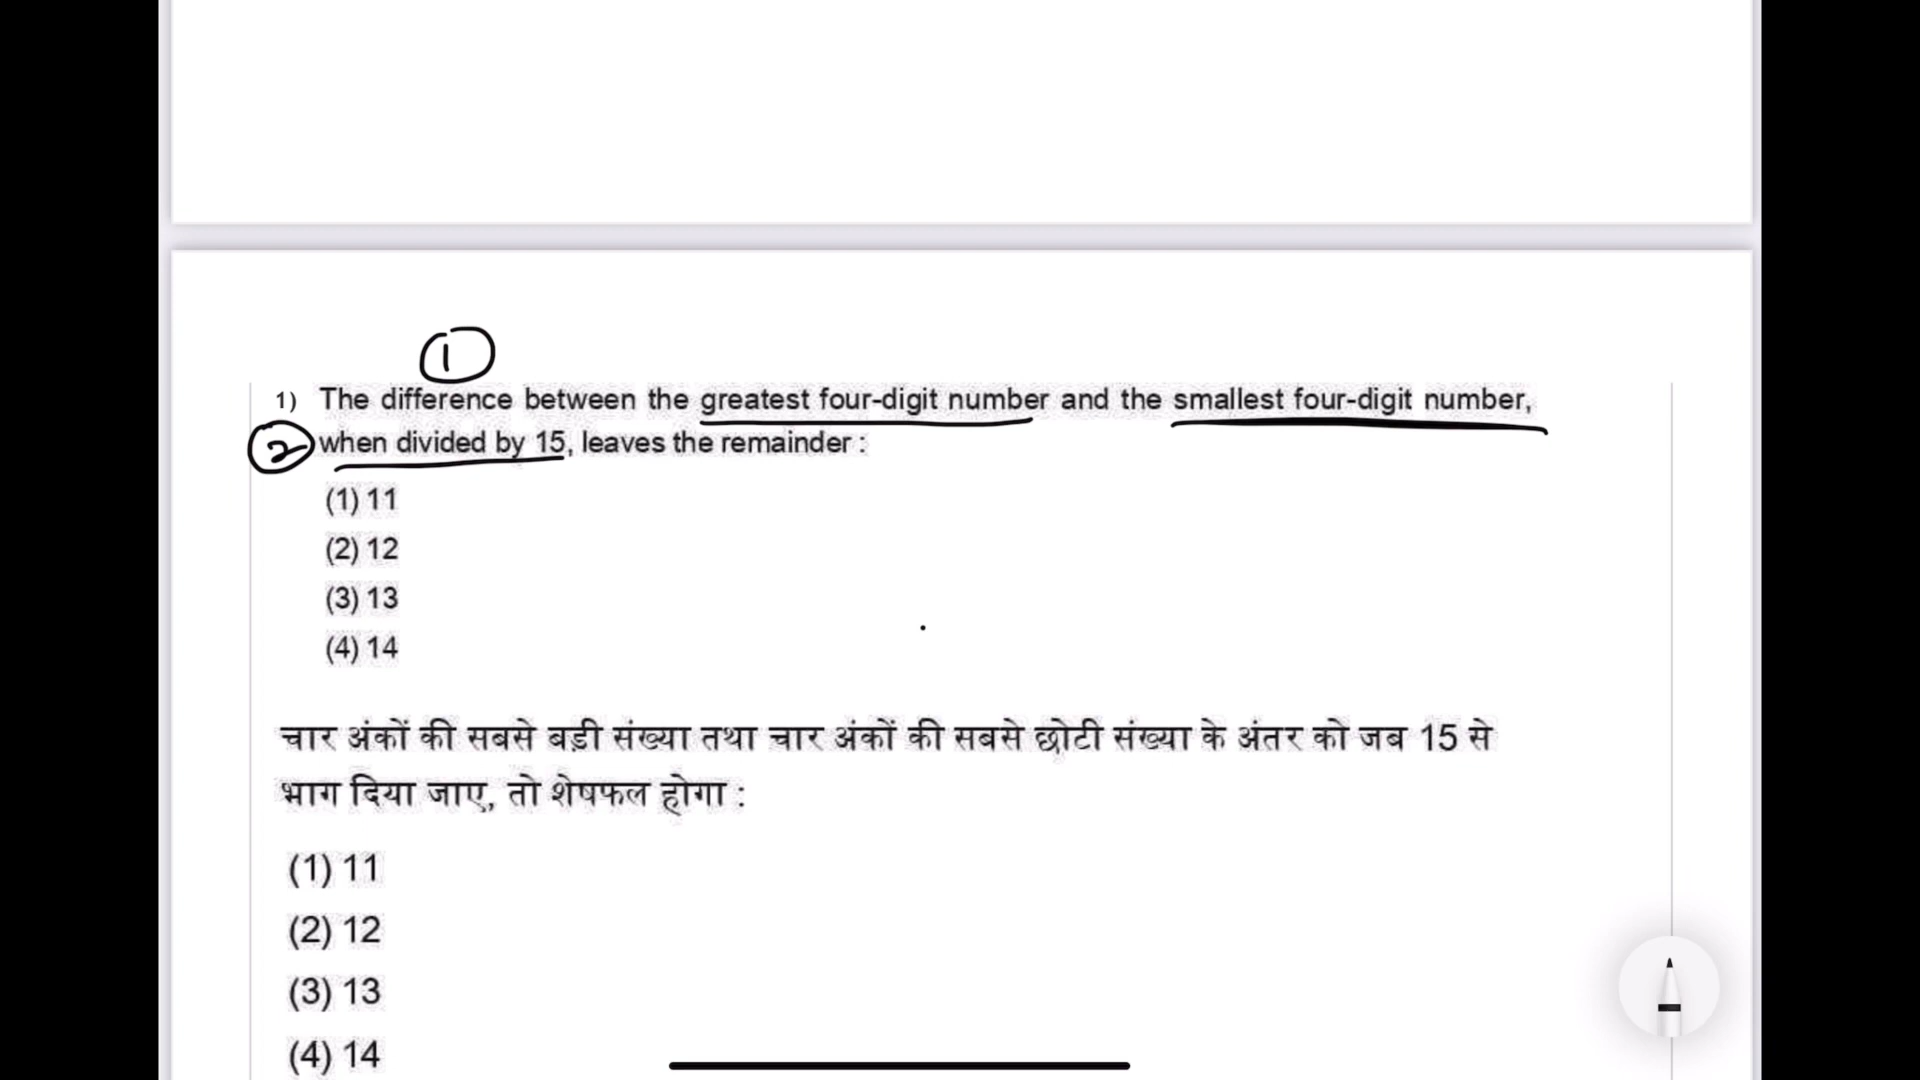 1
1) The difference between the greatest four-digit number and the smallest four-digit number,
2 when divided by 15, leaves the remainder :
(1) 11
(2) 12
(3) 13
(4) 14
चार अंकों की सबसे बड़ी संख्या तथा चार अंकों की सबसे छोटी संख्या के अंतर को जब 15 से
भाग दिया जाए, तो शेषफल होगा :
(1) 11
(2) 12
(3) 13
(4) 14